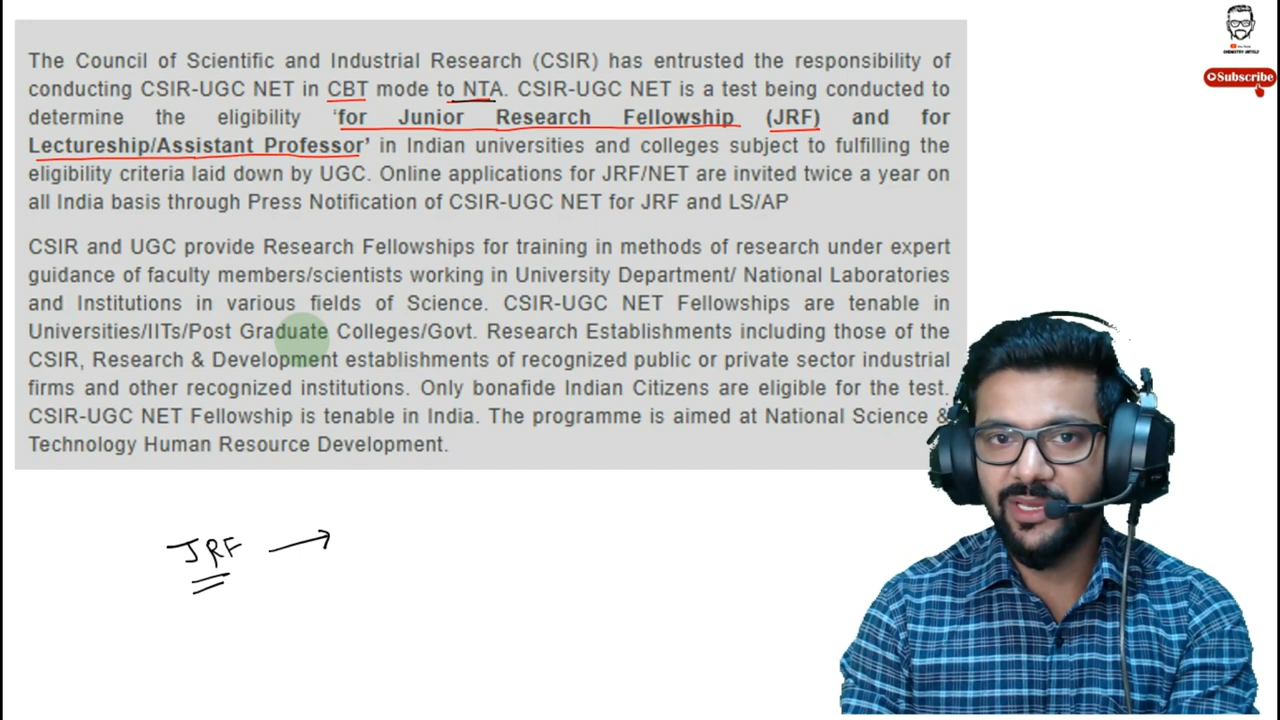 The Council of Scientific and Industrial Research (CSIR) has entrusted the responsibility of
conducting CSIR-UGC NET in CBT mode to NTA. CSIR-UGC NET is a test being conducted to
determine the eligibility ‘for Junior Research Fellowship (JRF) and for
Lectureship/Assistant Professor’ in Indian universities and colleges subject to fulfilling the
eligibility criteria laid down by UGC. Online applications for JRF/NET are invited twice a year on
all India basis through Press Notification of CSIR-UGC NET for JRF and LS/AP
CSIR and UGC provide Research Fellowships for training in methods of research under expert
guidance of faculty members/scientists working in University Department/ National Laboratories
and Institutions in various fields of Science. CSIR-UGC NET Fellowships are tenable in
Universities/IITs/Post Graduate Colleges/Govt. Research Establishments including those of the
CSIR, Research & Development establishments of recognized public or private sector industrial
firms and other recognized institutions. Only bonafide Indian Citizens are eligible for the test.
CSIR-UGC NET Fellowship is tenable in India. The programme is aimed at National Science &
Technology Human Resource Development.
JRF →
Subscribe